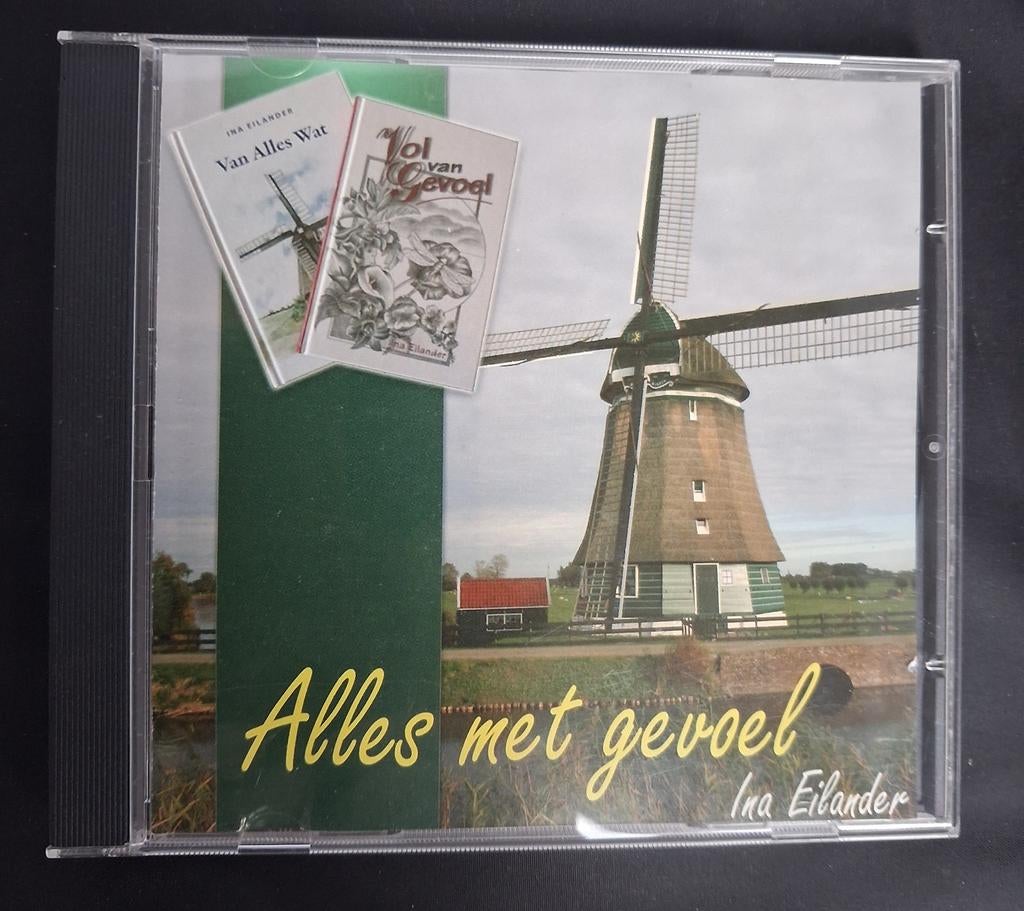 INA EILANDER
Van Alles Wat
Vol
van
Gevoel
Ina Eilander
Alles met gevoel
Ina Eilander